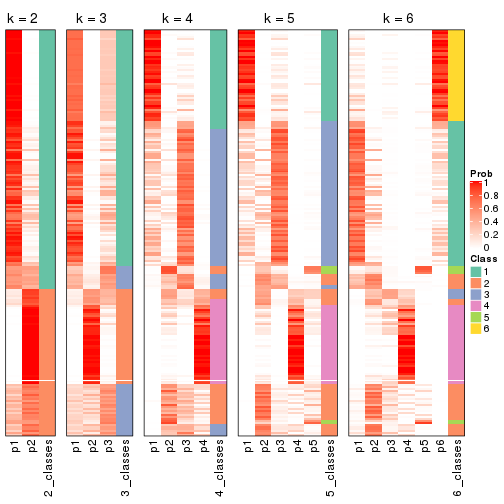 k = 2
k = 3
k = 4
k = 5
k = 6
p1
p2
2_classes
p1
p2
p3
3_classes
p1
p2
p3
p4
4_classes
p1
p2
p3
p4
p5
5_classes
p1
p2
p3
p4
p5
p6
6_classes
Prob
1
0.8
0.6
0.4
0.2
0
Class
1
2
3
4
5
6